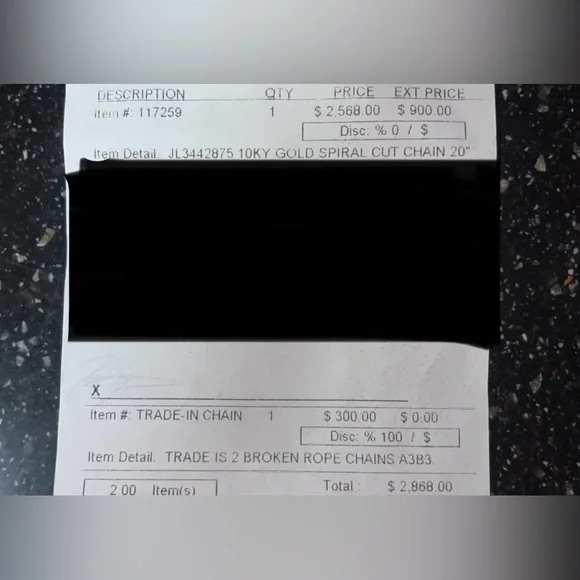 DESCRIPTION QTY PRICE EXT PRICE
Item #: 117259 1 $ 2,568.00 $ 900.00
Disc: % 0 / $
Item Detail: JL3442875 10KY GOLD SPIRAL CUT CHAIN 20"
X
Item #: TRADE-IN CHAIN 1 $ 300.00 $ 0.00
Disc: % 100 / $
Item Detail: TRADE IS 2 BROKEN ROPE CHAINS A3B3
2.00 Item(s) Total : $ 2,868.00